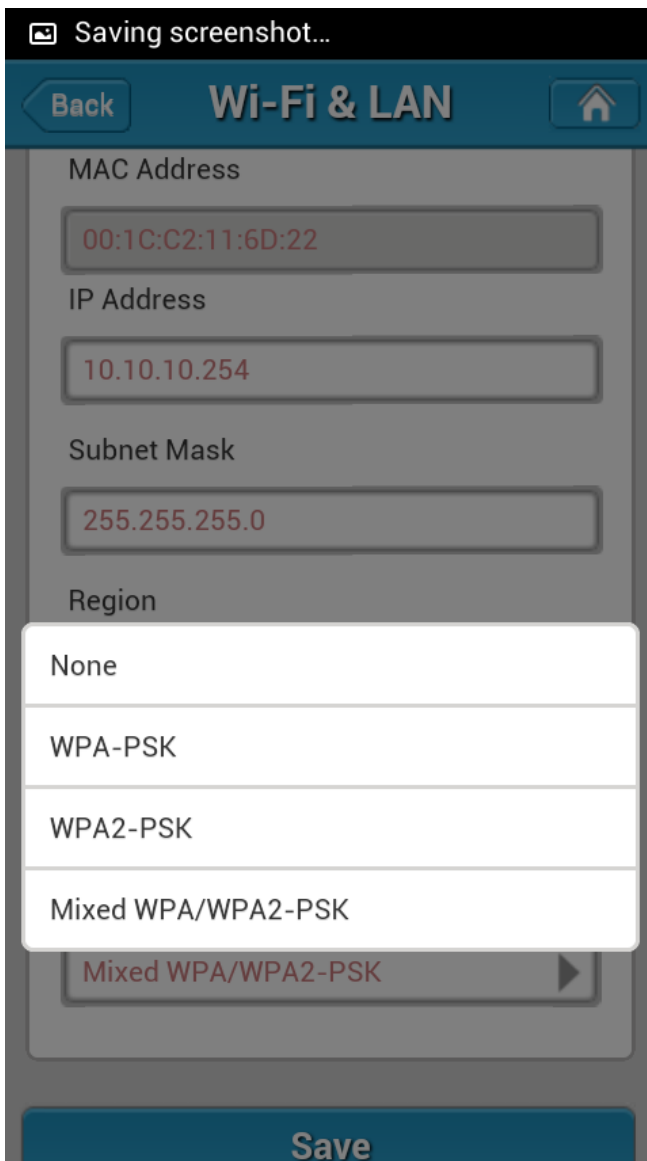 Saving screenshot...
Back Wi-Fi & LAN
MAC Address
00:1C:C2:11:6D:22
IP Address
10.10.10.254
Subnet Mask
255.255.255.0
Region
None
WPA-PSK
WPA2-PSK
Mixed WPA/WPA2-PSK
Mixed WPA/WPA2-PSK
Save